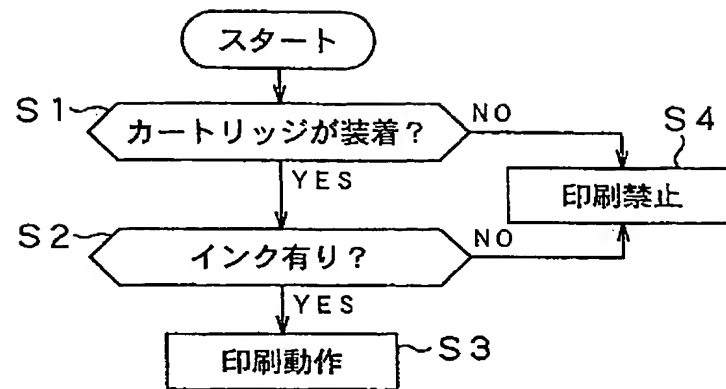 スタート
S1
カートリッジが装着?
NO
S4
YES
印刷禁止
S2
インク有り?
NO
YES
印刷動作
S3